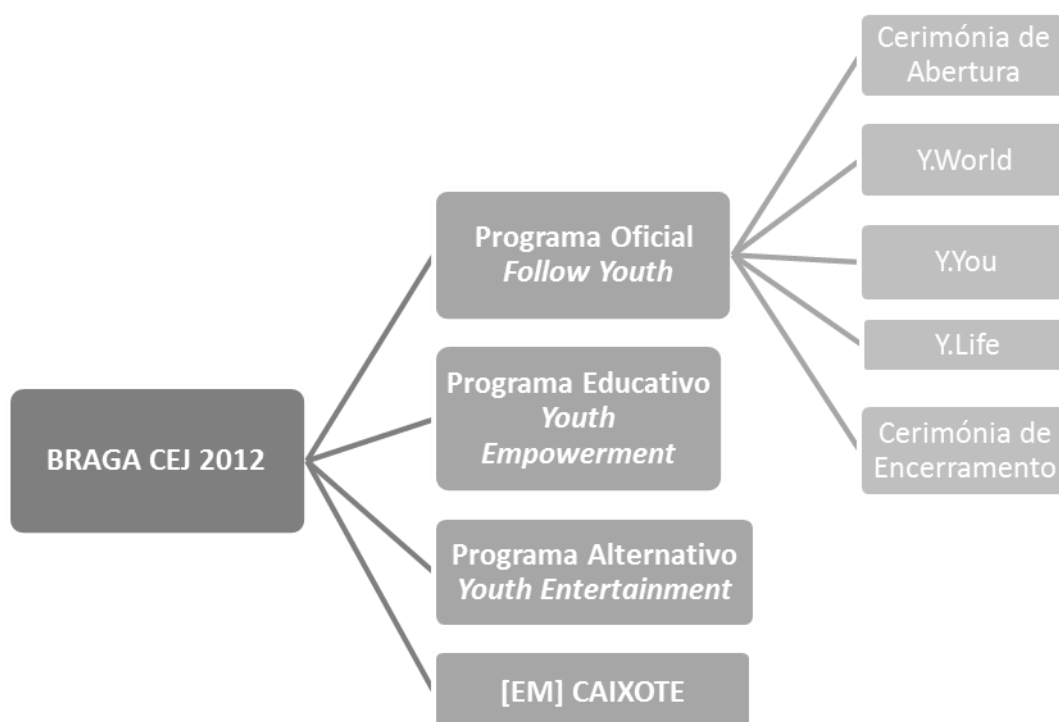 BRAGA CEJ 2012
Programa Oficial
Follow Youth
Cerimónia de
Abertura
Y.World
Y.You
Y.Life
Cerimónia de
Encerramento
Programa Educativo
Youth
Empowerment
Programa Alternativo
Youth Entertainment
[EM] CAIXOTE